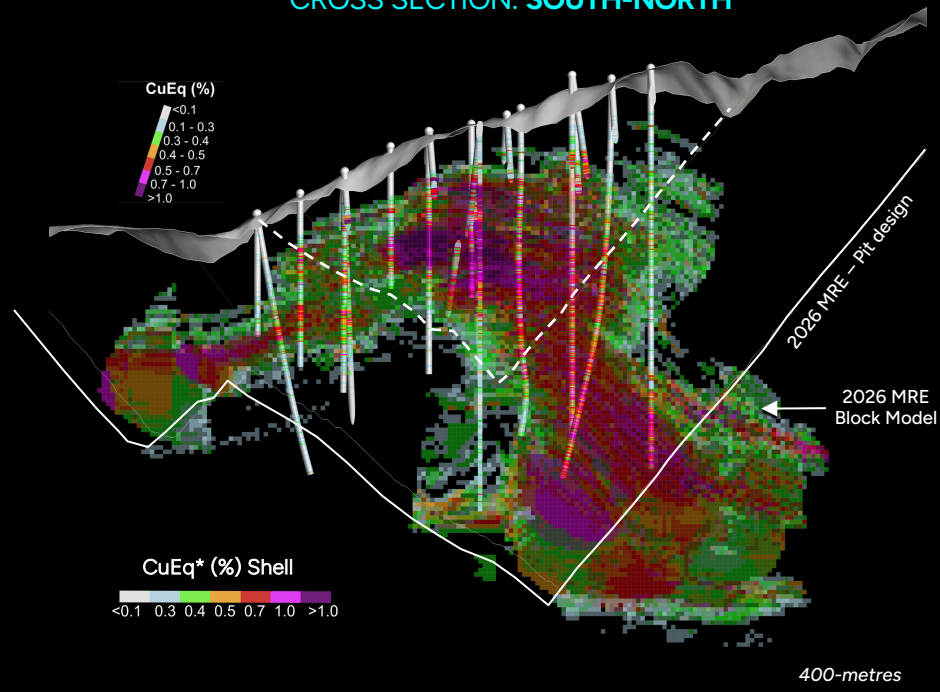 CROSS SECTION: SOUTH-NORTH
CuEq (%)
<0.1
0.1 - 0.3
0.3 - 0.4
0.4 - 0.5
0.5 - 0.7
0.7 - 1.0
>1.0
2026 MRE – Pit design
2026 MRE
Block Model
CuEq* (%) Shell
<0.1 0.3 0.4 0.5 0.7 1.0 >1.0
400-metres